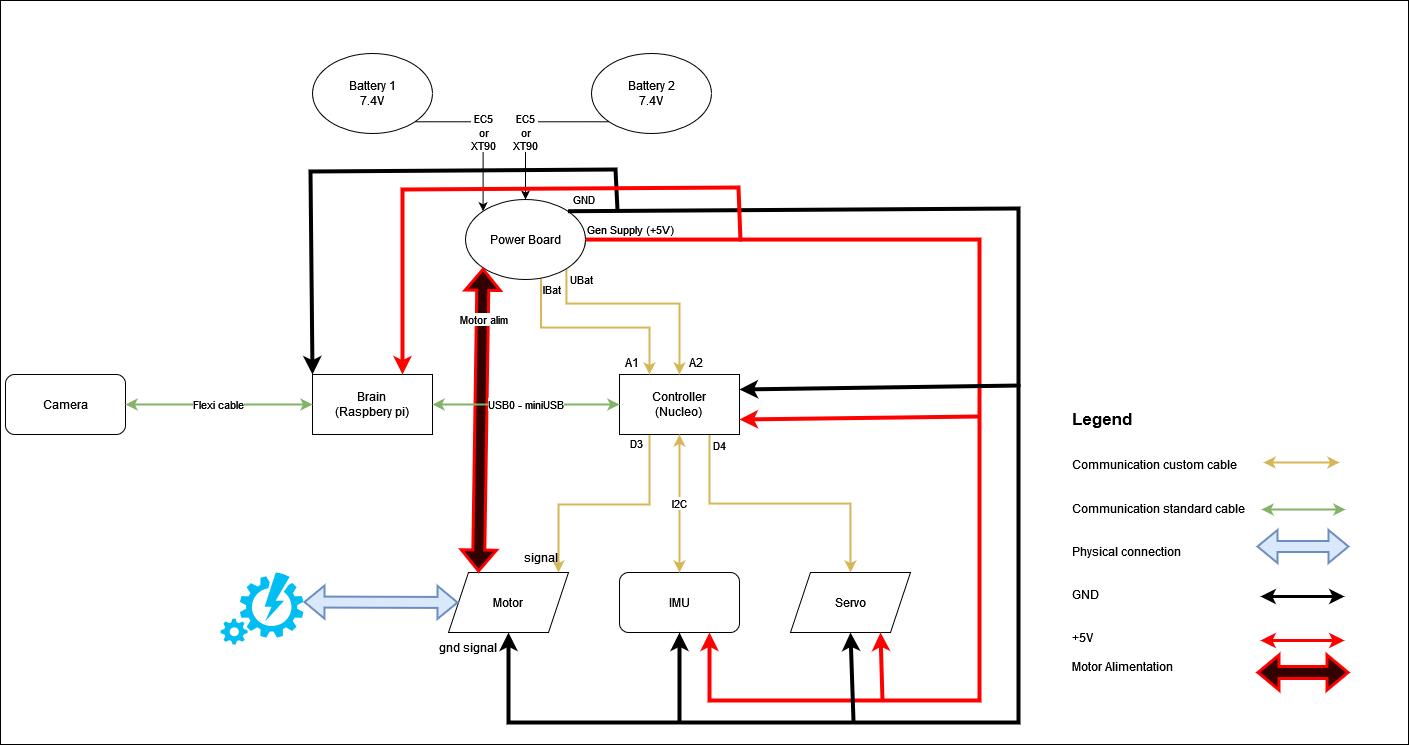 Battery 1
7.4V
Battery 2
7.4V
EC5
or
XT90
EC5
or
XT90
GND
Gen Supply (+5V)
Power Board
UBat
IBat
Motor alim
A1
A2
Camera
Flexi cable
Brain
(Raspbery pi)
USB0 - miniUSB
Controller
(Nucleo)
D3
D4
I2C
signal
Motor
IMU
Servo
gnd signal
Legend
Communication custom cable
Communication standard cable
Physical connection
GND
+5V
Motor Alimentation